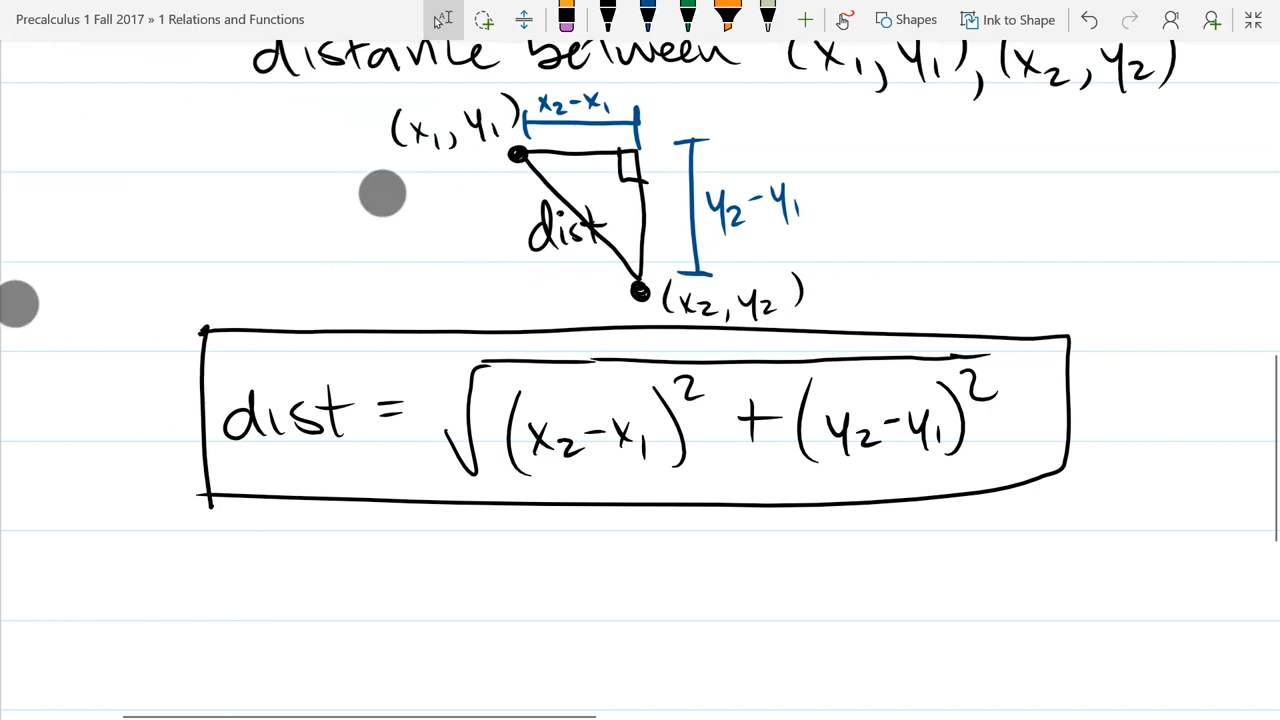 Precalculus 1 Fall 2017 » 1 Relations and Functions
Shapes
Ink to Shape
distance between (x₁, y₁), (x₂, y₂)
x₂-x₁
(x₁, y₁)
y₂-y₁
dist
(x₂, y₂)
dist = √((x₂-x₁)² + (y₂-y₁)²)